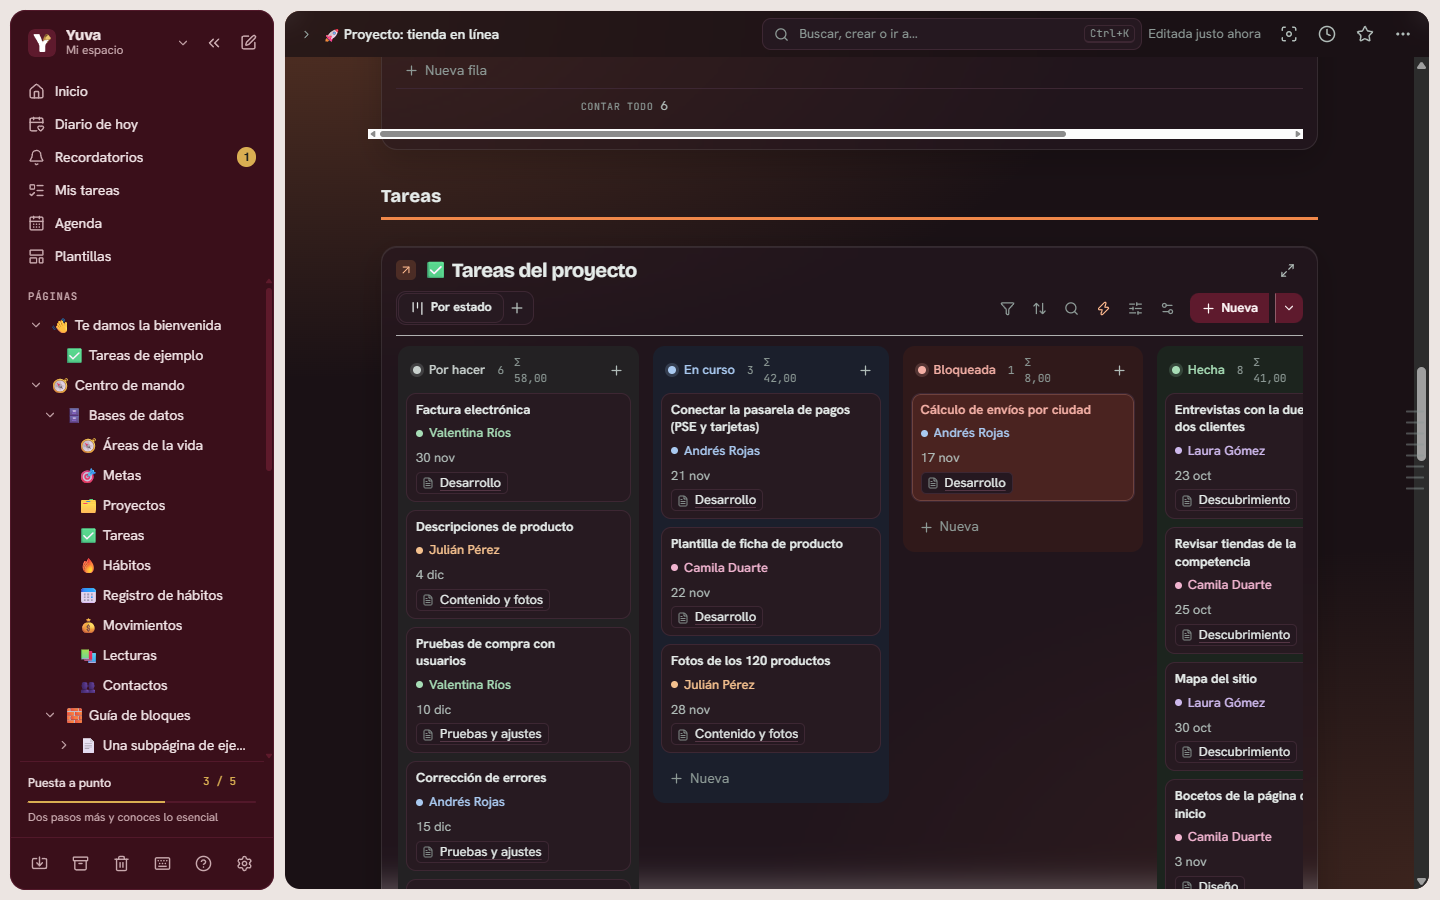 Yuva
Mi espacio
Inicio
Diario de hoy
Recordatorios
1
Mis tareas
Agenda
Plantillas
PÁGINAS
Te damos la bienvenida
Tareas de ejemplo
Centro de mando
Bases de datos
Áreas de la vida
Metas
Proyectos
Tareas
Hábitos
Registro de hábitos
Movimientos
Lecturas
Contactos
Guía de bloques
Una subpágina de eje...
Puesta a punto
3 / 5
Dos pasos más y conoces lo esencial
Proyecto: tienda en línea
Buscar, crear o ir a...
Ctrl+K
Editada justo ahora
Nueva fila
CONTAR TODO 6
Tareas
Tareas del proyecto
Por estado
Nueva
Por hacer 6 Σ 58,00
Factura electrónica
Valentina Ríos
30 nov
Desarrollo
Descripciones de producto
Julián Pérez
4 dic
Contenido y fotos
Pruebas de compra con
usuarios
Valentina Ríos
10 dic
Pruebas y ajustes
Corrección de errores
Andrés Rojas
15 dic
Pruebas y ajustes
En curso 3 Σ 42,00
Conectar la pasarela de pagos
(PSE y tarjetas)
Andrés Rojas
21 nov
Desarrollo
Plantilla de ficha de producto
Camila Duarte
22 nov
Desarrollo
Fotos de los 120 productos
Julián Pérez
28 nov
Contenido y fotos
Nueva
Bloqueada 1 Σ 8,00
Cálculo de envíos por ciudad
Andrés Rojas
17 nov
Desarrollo
Nueva
Hecha 8 Σ 41,00
Entrevistas con la due
dos clientes
Laura Gómez
23 oct
Descubrimiento
Revisar tiendas de la
competencia
Camila Duarte
25 oct
Descubrimiento
Mapa del sitio
Laura Gómez
30 oct
Descubrimiento
Bocetos de la página d
inicio
Camila Duarte
3 nov
Diseño